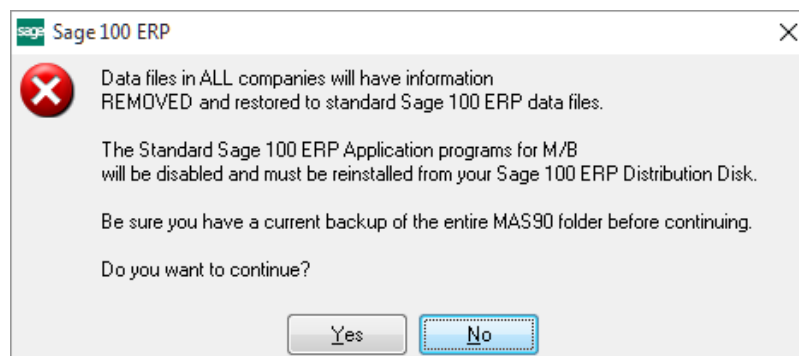 sage Sage 100 ERP
Data files in ALL companies will have information
REMOVED and restored to standard Sage 100 ERP data files.
The Standard Sage 100 ERP Application programs for M/B
will be disabled and must be reinstalled from your Sage 100 ERP Distribution Disk.
Be sure you have a current backup of the entire MAS90 folder before continuing.
Do you want to continue?
Yes No